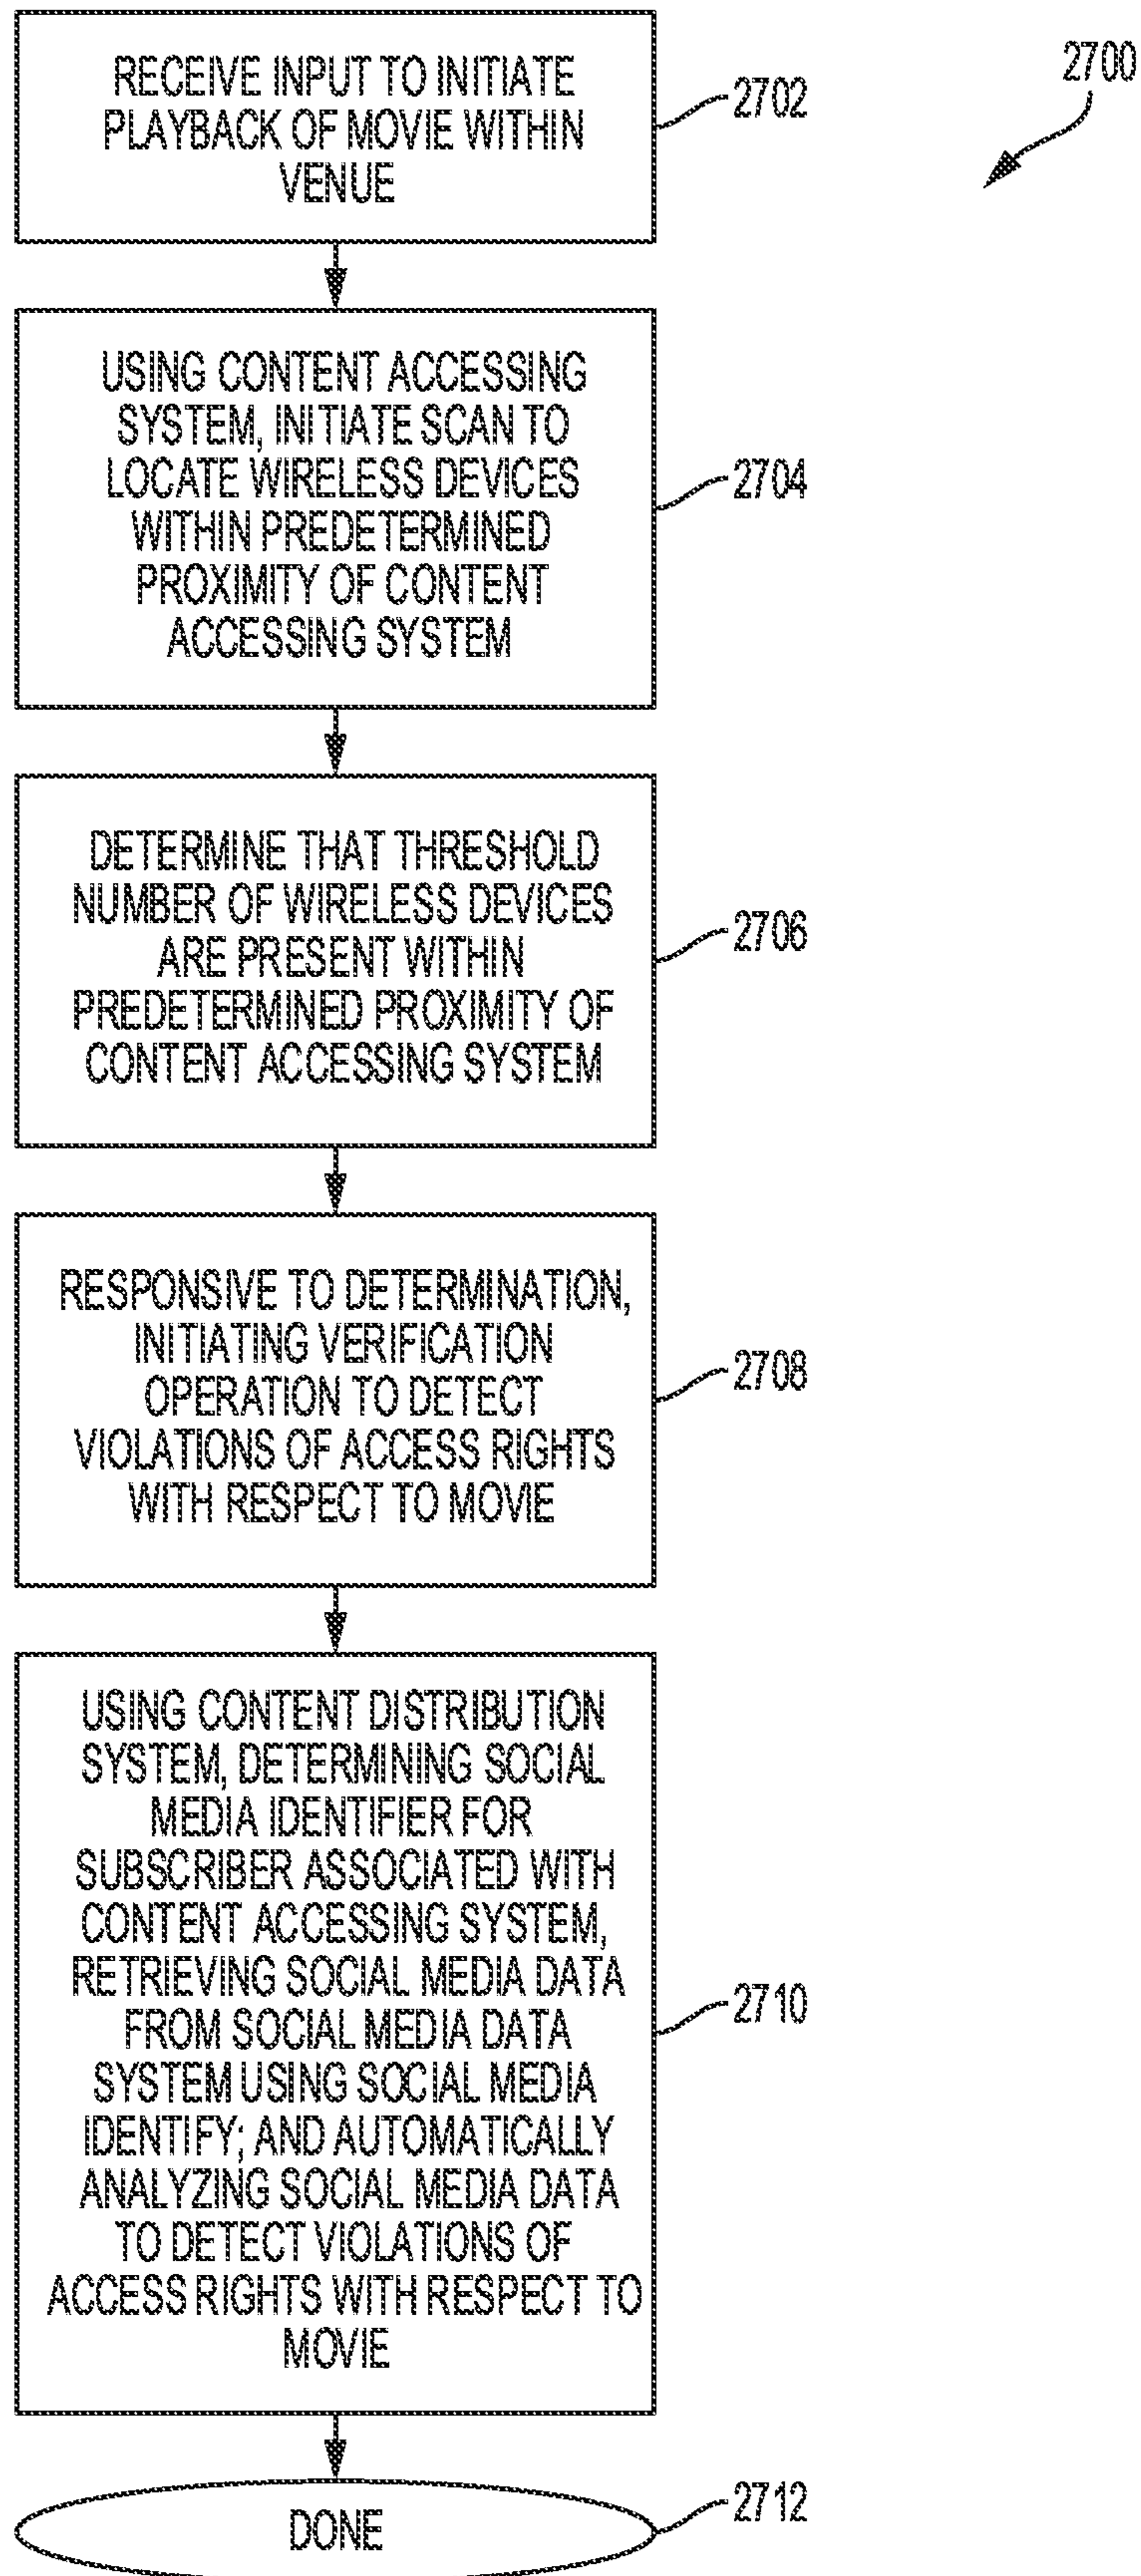 2700
RECEIVE INPUT TO INITIATE
PLAYBACK OF MOVIE WITHIN
VENUE
2702
USING CONTENT ACCESSING
SYSTEM, INITIATE SCAN TO
LOCATE WIRELESS DEVICES
WITHIN PREDETERMINED
PROXIMITY OF CONTENT
ACCESSING SYSTEM
2704
DETERMINE THAT THRESHOLD
NUMBER OF WIRELESS DEVICES
ARE PRESENT WITHIN
PREDETERMINED PROXIMITY OF
CONTENT ACCESSING SYSTEM
2706
RESPONSIVE TO DETERMINATION,
INITIATING VERIFICATION
OPERATION TO DETECT
VIOLATIONS OF ACCESS RIGHTS
WITH RESPECT TO MOVIE
2708
USING CONTENT DISTRIBUTION
SYSTEM, DETERMINING SOCIAL
MEDIA IDENTIFIER FOR
SUBSCRIBER ASSOCIATED WITH
CONTENT ACCESSING SYSTEM,
RETRIEVING SOCIAL MEDIA DATA
FROM SOCIAL MEDIA DATA
SYSTEM USING SOCIAL MEDIA
IDENTIFY; AND AUTOMATICALLY
ANALYZING SOCIAL MEDIA DATA
TO DETECT VIOLATIONS OF
ACCESS RIGHTS WITH RESPECT TO
MOVIE
2710
DONE
2712